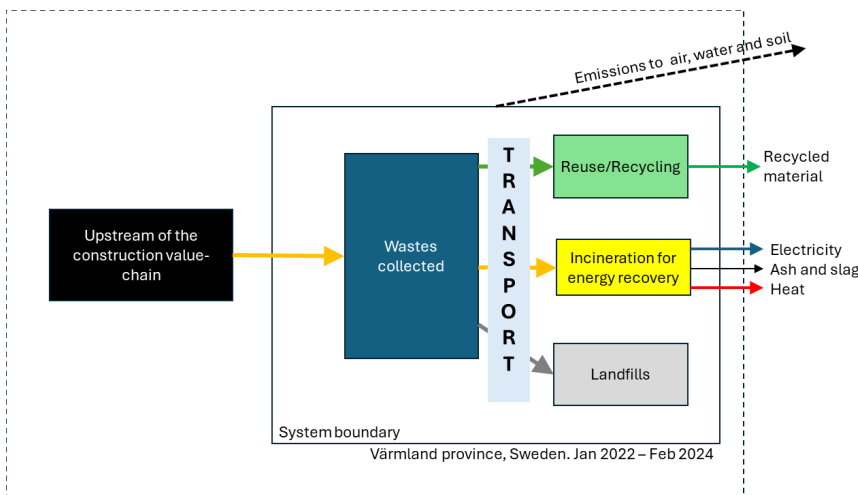 Emissions to air, water and soil
T
R
A
N
S
P
O
R
T
Reuse/Recycling
Recycled
material
Upstream of the
construction value-
chain
Wastes
collected
Incineration for
energy recovery
Electricity
Ash and slag
Heat
Landfills
System boundary
Värmland province, Sweden. Jan 2022 – Feb 2024